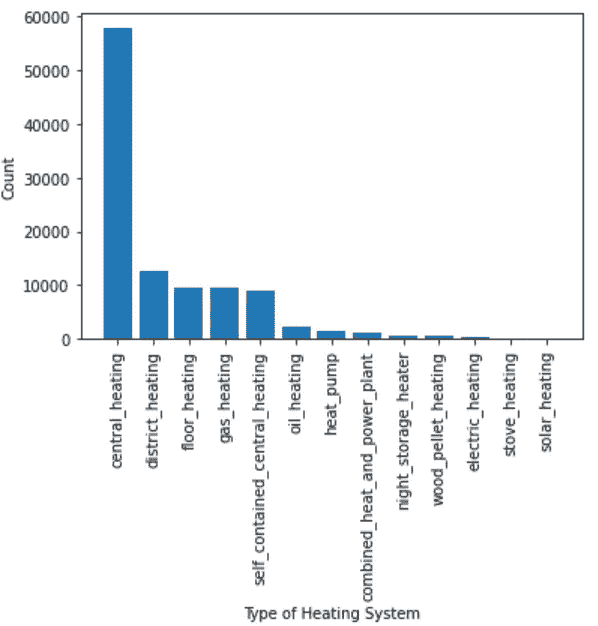 60000
50000
40000
30000
20000
10000
0
Count
central_heating
district_heating
floor_heating
gas_heating
self_contained_central_heating
oil_heating
heat_pump
combined_heat_and_power_plant
night_storage_heater
wood_pellet_heating
electric_heating
stove_heating
solar_heating
Type of Heating System